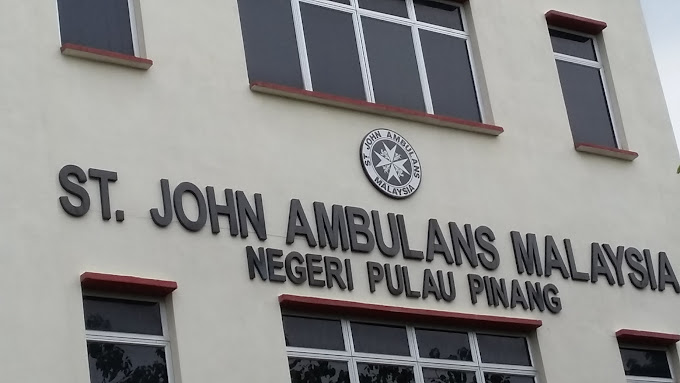 ST JOHN AMBULANS
MALAYSIA
ST. JOHN AMBULANS MALAYSIA
NEGERI PULAU PINANG